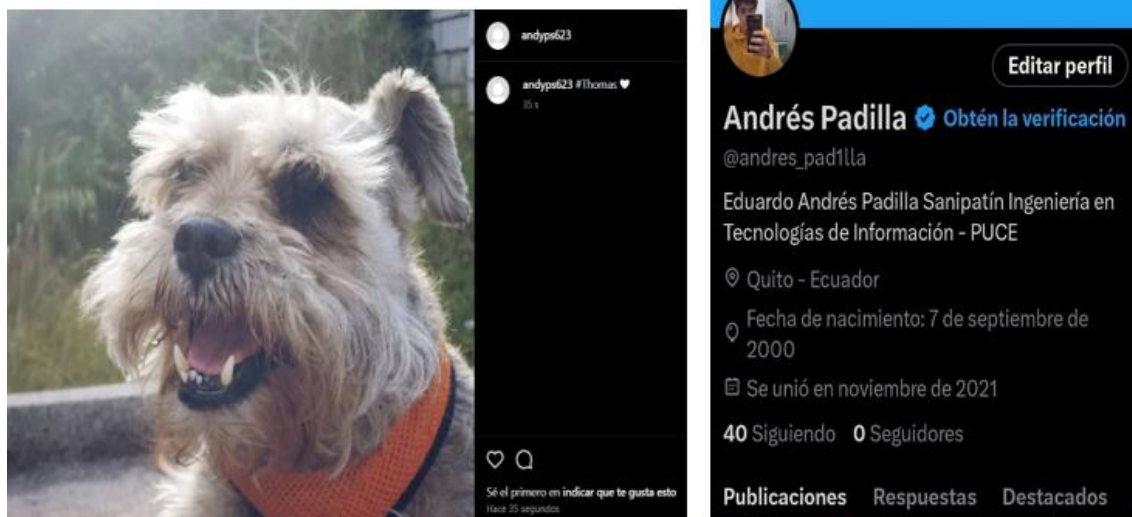 andyps623
andyps623 #Thomas 🤍
35 s
Sé el primero en indicar que te gusta esto
Hace 35 segundos
Editar perfil
Andrés Padilla Obtén la verificación
@andres_pad1lla
Eduardo Andrés Padilla Sanipatín Ingeniería en
Tecnologías de Información - PUCE
Quito - Ecuador
Fecha de nacimiento: 7 de septiembre de
2000
Se unió en noviembre de 2021
40 Siguiendo 0 Seguidores
Publicaciones Respuestas Destacados